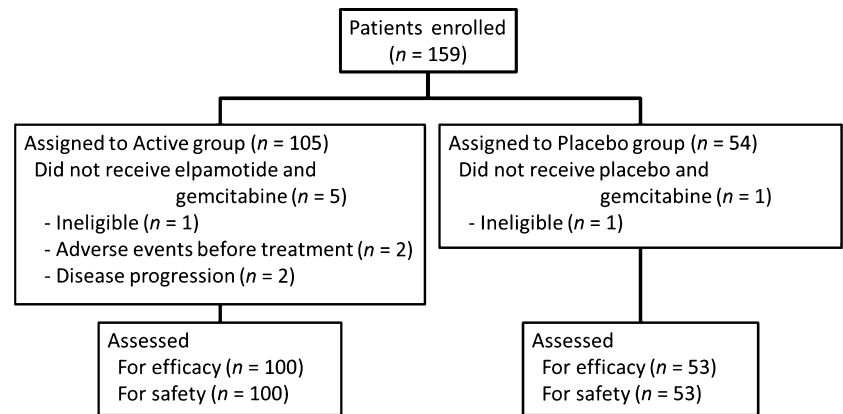 Patients enrolled
(n = 159)
Assigned to Active group (n = 105)
Did not receive elpamotide and
gemcitabine (n = 5)
- Ineligible (n = 1)
- Adverse events before treatment (n = 2)
- Disease progression (n = 2)
Assigned to Placebo group (n = 54)
Did not receive placebo and
gemcitabine (n = 1)
- Ineligible (n = 1)
Assessed
For efficacy (n = 100)
For safety (n = 100)
Assessed
For efficacy (n = 53)
For safety (n = 53)